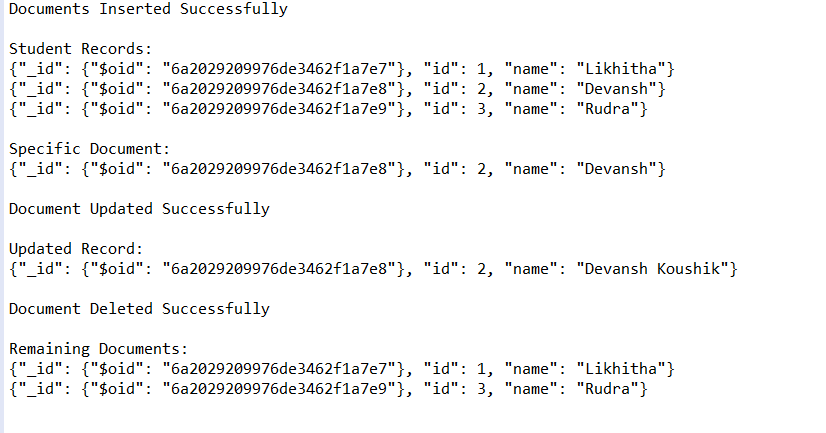 Documents Inserted Successfully
Student Records:
{"_id": {"$oid": "6a2029209976de3462f1a7e7"}, "id": 1, "name": "Likhitha"}
{"_id": {"$oid": "6a2029209976de3462f1a7e8"}, "id": 2, "name": "Devansh"}
{"_id": {"$oid": "6a2029209976de3462f1a7e9"}, "id": 3, "name": "Rudra"}
Specific Document:
{"_id": {"$oid": "6a2029209976de3462f1a7e8"}, "id": 2, "name": "Devansh"}
Document Updated Successfully
Updated Record:
{"_id": {"$oid": "6a2029209976de3462f1a7e8"}, "id": 2, "name": "Devansh Koushik"}
Document Deleted Successfully
Remaining Documents:
{"_id": {"$oid": "6a2029209976de3462f1a7e7"}, "id": 1, "name": "Likhitha"}
{"_id": {"$oid": "6a2029209976de3462f1a7e9"}, "id": 3, "name": "Rudra"}